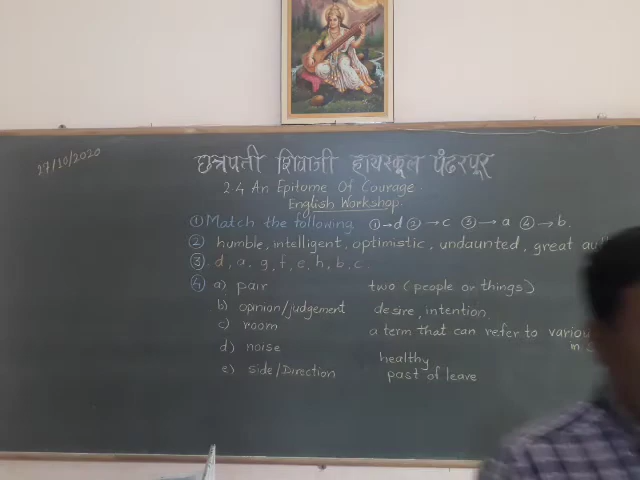 27/10/2020
छत्रपती शिवाजी हायस्कूल पंढरपूर
2.4 An Epitome Of Courage.
English Workshop.
① Match the following ①→d ②→c ③→a ④→b.
② humble, intelligent, optimistic, undaunted, great
③ d, a, g, f, e, h, b, c.
④ a) pair two (people or things)
b) opinion/judgement desire, intention.
c) room a term that can refer to
d) noise healthy
e) side/Direction past of leave